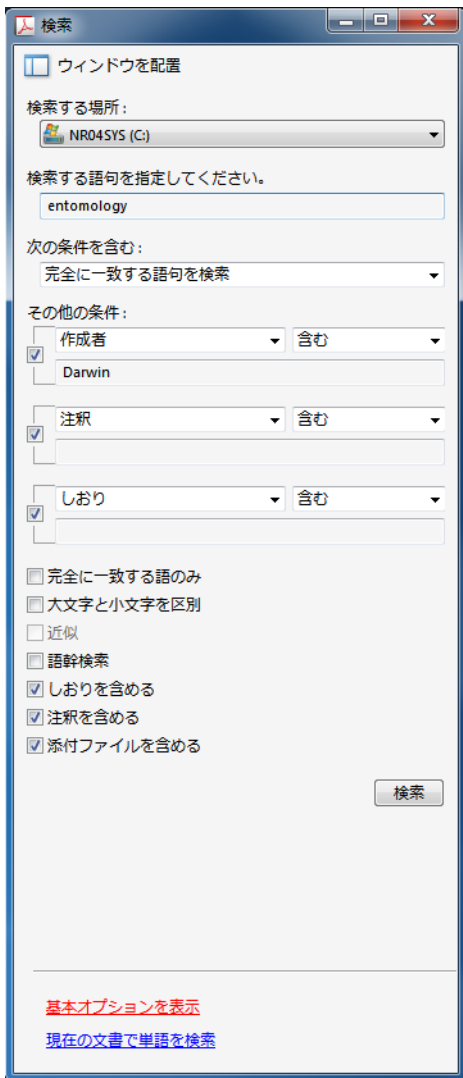 検索
ウィンドウを配置
検索する場所:
NR04SYS (C:)
検索する語句を指定してください。
entomology
次の条件を含む:
完全に一致する語句を検索
その他の条件:
作成者 含む
Darwin
注釈 含む
しおり 含む
完全に一致する語のみ
大文字と小文字を区別
近似
語幹検索
しおりを含める
注釈を含める
添付ファイルを含める
検索
基本オプションを表示
現在の文書で単語を検索